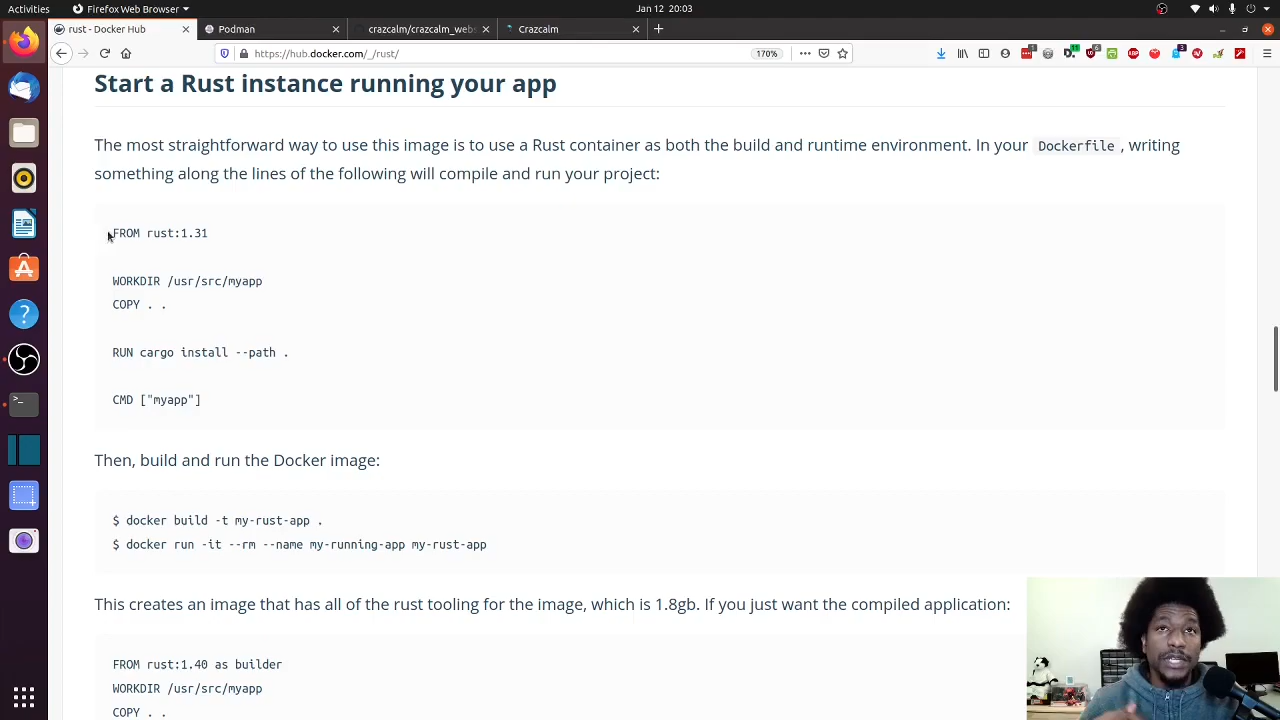 Activities
Firefox Web Browser
Jan 12 20:03
rust - Docker Hub
Podman
crazcalm/crazcalm_webs
Crazcalm
https://hub.docker.com/_/rust/
170%
Start a Rust instance running your app
The most straightforward way to use this image is to use a Rust container as both the build and runtime environment. In your Dockerfile , writing
something along the lines of the following will compile and run your project:
FROM rust:1.31
WORKDIR /usr/src/myapp
COPY . .
RUN cargo install --path .
CMD ["myapp"]
Then, build and run the Docker image:
$ docker build -t my-rust-app .
$ docker run -it --rm --name my-running-app my-rust-app
This creates an image that has all of the rust tooling for the image, which is 1.8gb. If you just want the compiled application:
FROM rust:1.40 as builder
WORKDIR /usr/src/myapp
COPY . .